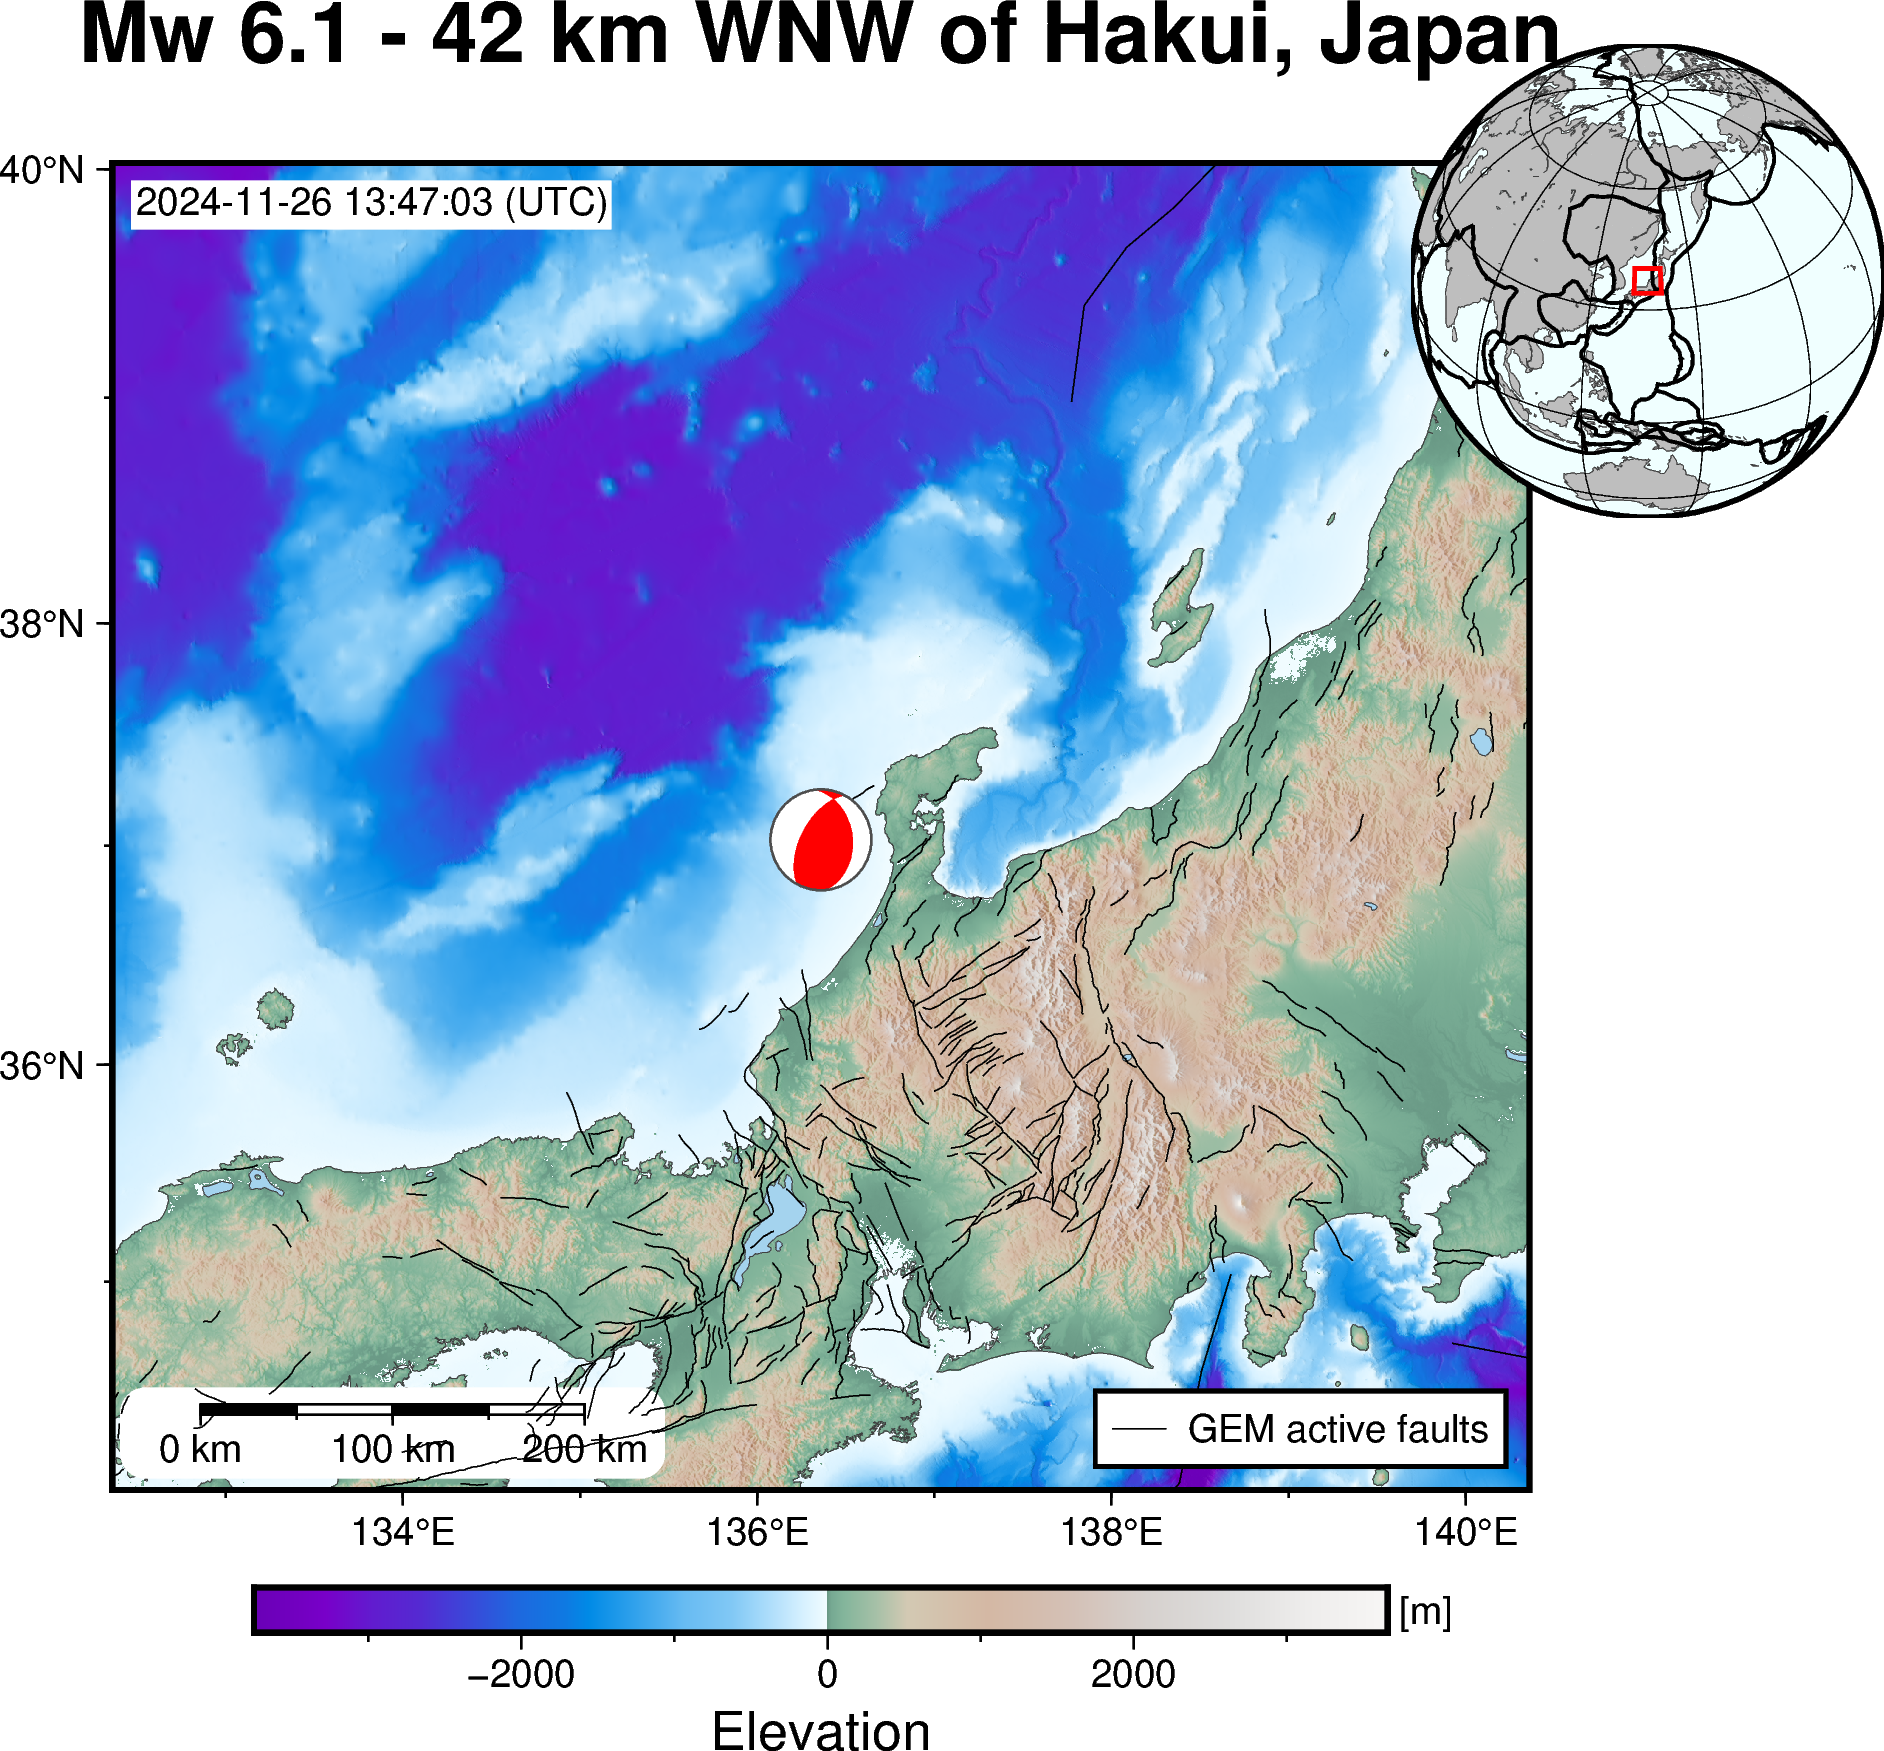 Mw 6.1 - 42 km WNW of Hakui, Japan
40°N
2024-11-26 13:47:03 (UTC)
38°N
36°N
0 km 100 km 200 km
GEM active faults
134°E 136°E 138°E 140°E
[m]
−2000 0 2000
Elevation